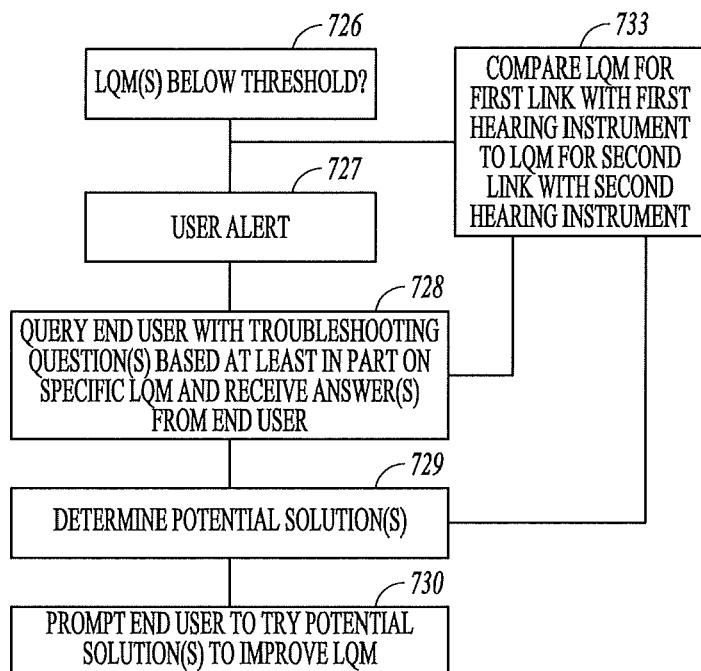 726
LQM(S) BELOW THRESHOLD?
733
COMPARE LQM FOR
FIRST LINK WITH FIRST
HEARING INSTRUMENT
TO LQM FOR SECOND
LINK WITH SECOND
HEARING INSTRUMENT
727
USER ALERT
728
QUERY END USER WITH TROUBLESHOOTING
QUESTION(S) BASED AT LEAST IN PART ON
SPECIFIC LQM AND RECEIVE ANSWER(S)
FROM END USER
729
DETERMINE POTENTIAL SOLUTION(S)
730
PROMPT END USER TO TRY POTENTIAL
SOLUTION(S) TO IMPROVE LQM